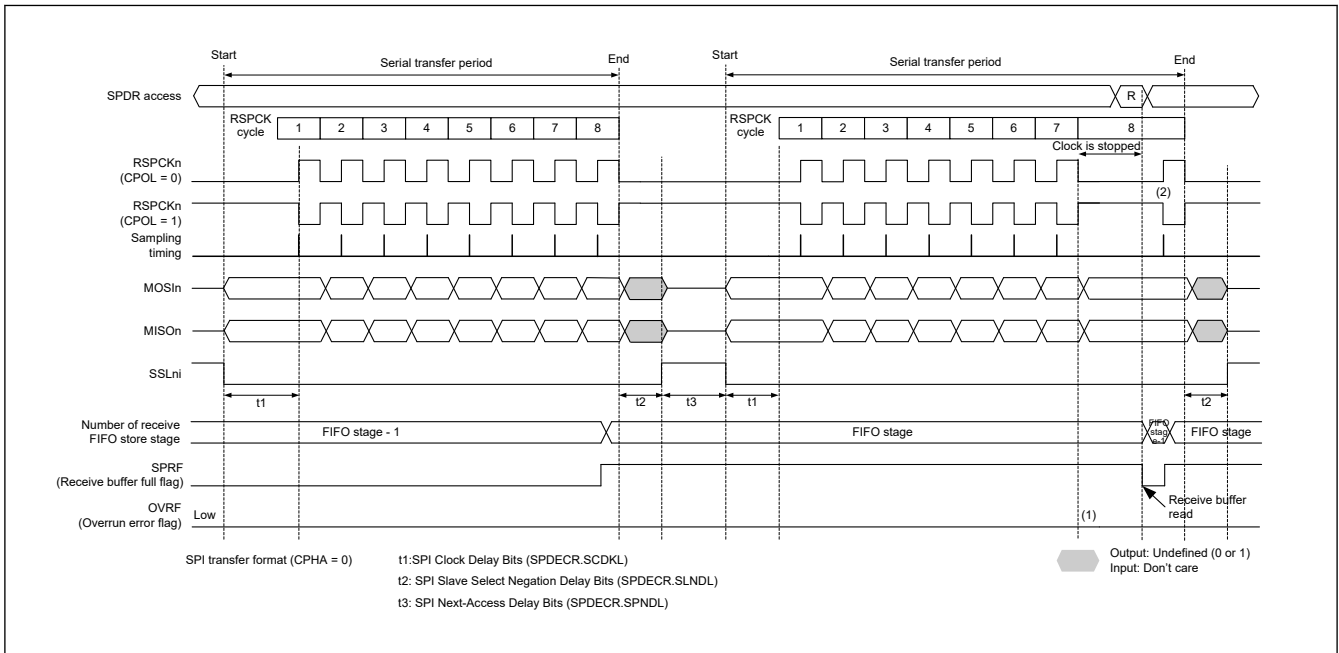 Start
Serial transfer period
End
Start
Serial transfer period
End
SPDR access
R
RSPCK
cycle
1 2 3 4 5 6 7 8
RSPCK
cycle
1 2 3 4 5 6 7 8
Clock is stopped
RSPCKn
(CPOL = 0)
(2)
RSPCKn
(CPOL = 1)
Sampling
timing
MOSIn
MISOn
SSLni
t1
t2
t3
t1
t2
Number of receive
FIFO store stage
FIFO stage - 1
FIFO stage
FIFO
stag
e-1
FIFO stage
SPRF
(Receive buffer full flag)
Receive buffer
read
OVRF
(Overrun error flag)
Low
(1)
SPI transfer format (CPHA = 0)
t1:SPI Clock Delay Bits (SPDECR.SCDKL)
t2: SPI Slave Select Negation Delay Bits (SPDECR.SLNDL)
t3: SPI Next-Access Delay Bits (SPDECR.SPNDL)
Output: Undefined (0 or 1)
Input: Don't care